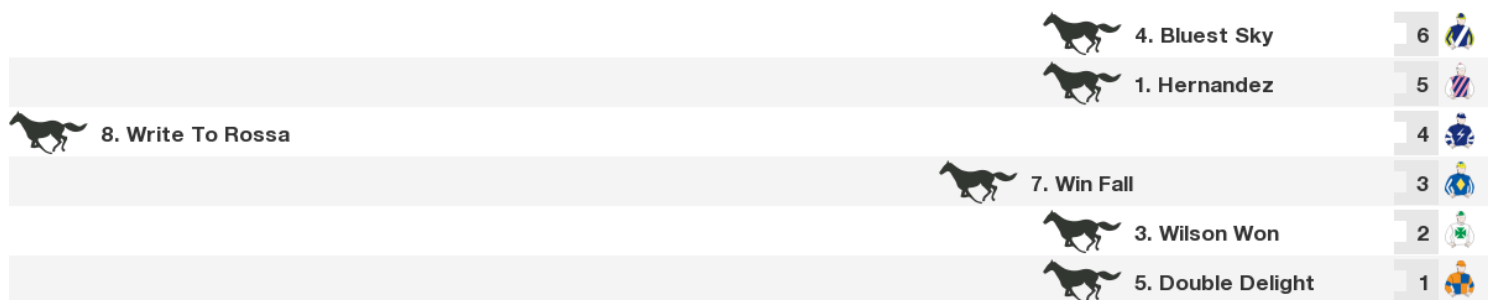 4. Bluest Sky 6
1. Hernandez 5
8. Write To Rossa 4
7. Win Fall 3
3. Wilson Won 2
5. Double Delight 1